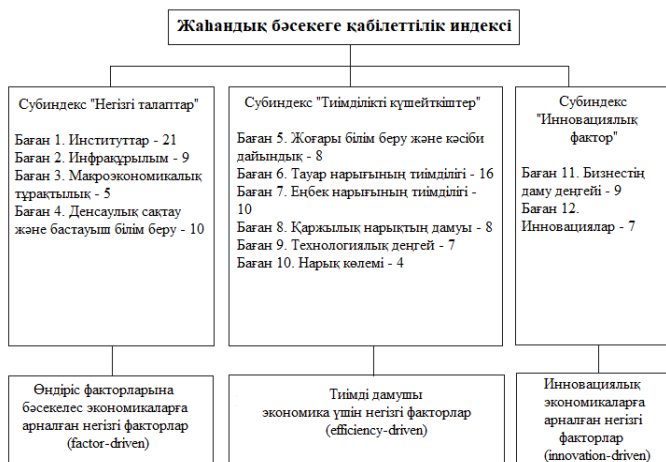 Жаһандық бәсекеге қабілеттілік индексі
Субиндекс "Негізгі талаптар"
Баған 1. Институттар - 21
Баған 2. Инфрақұрылым - 9
Баған 3. Макроэкономикалық
тұрақтылық - 5
Баған 4. Денсаулық сақтау
және бастауыш білім беру - 10
Субиндекс "Тиімділікті күшейткіштер"
Баған 5. Жоғары білім беру және кәсіби
дайындық - 8
Баған 6. Тауар нарығының тиімділігі - 16
Баған 7. Еңбек нарығының тиімділігі -
10
Баған 8. Қаржылық нарықтың дамуы - 8
Баған 9. Технологиялық деңгей - 7
Баған 10. Нарық көлемі - 4
Субиндекс
"Инновациялық
фактор"
Баған 11. Бизнестің
даму деңгейі - 9
Баған 12.
Инновациялар - 7
Өндіріс факторларына
бәсекелес экономикаларға
арналған негізгі факторлар
(factor-driven)
Тиімді дамушы
экономика үшін негізгі факторлар
(efficiency-driven)
Инновациялық
экономикаларға
арналған негізгі
факторлар
(innovation-driven)